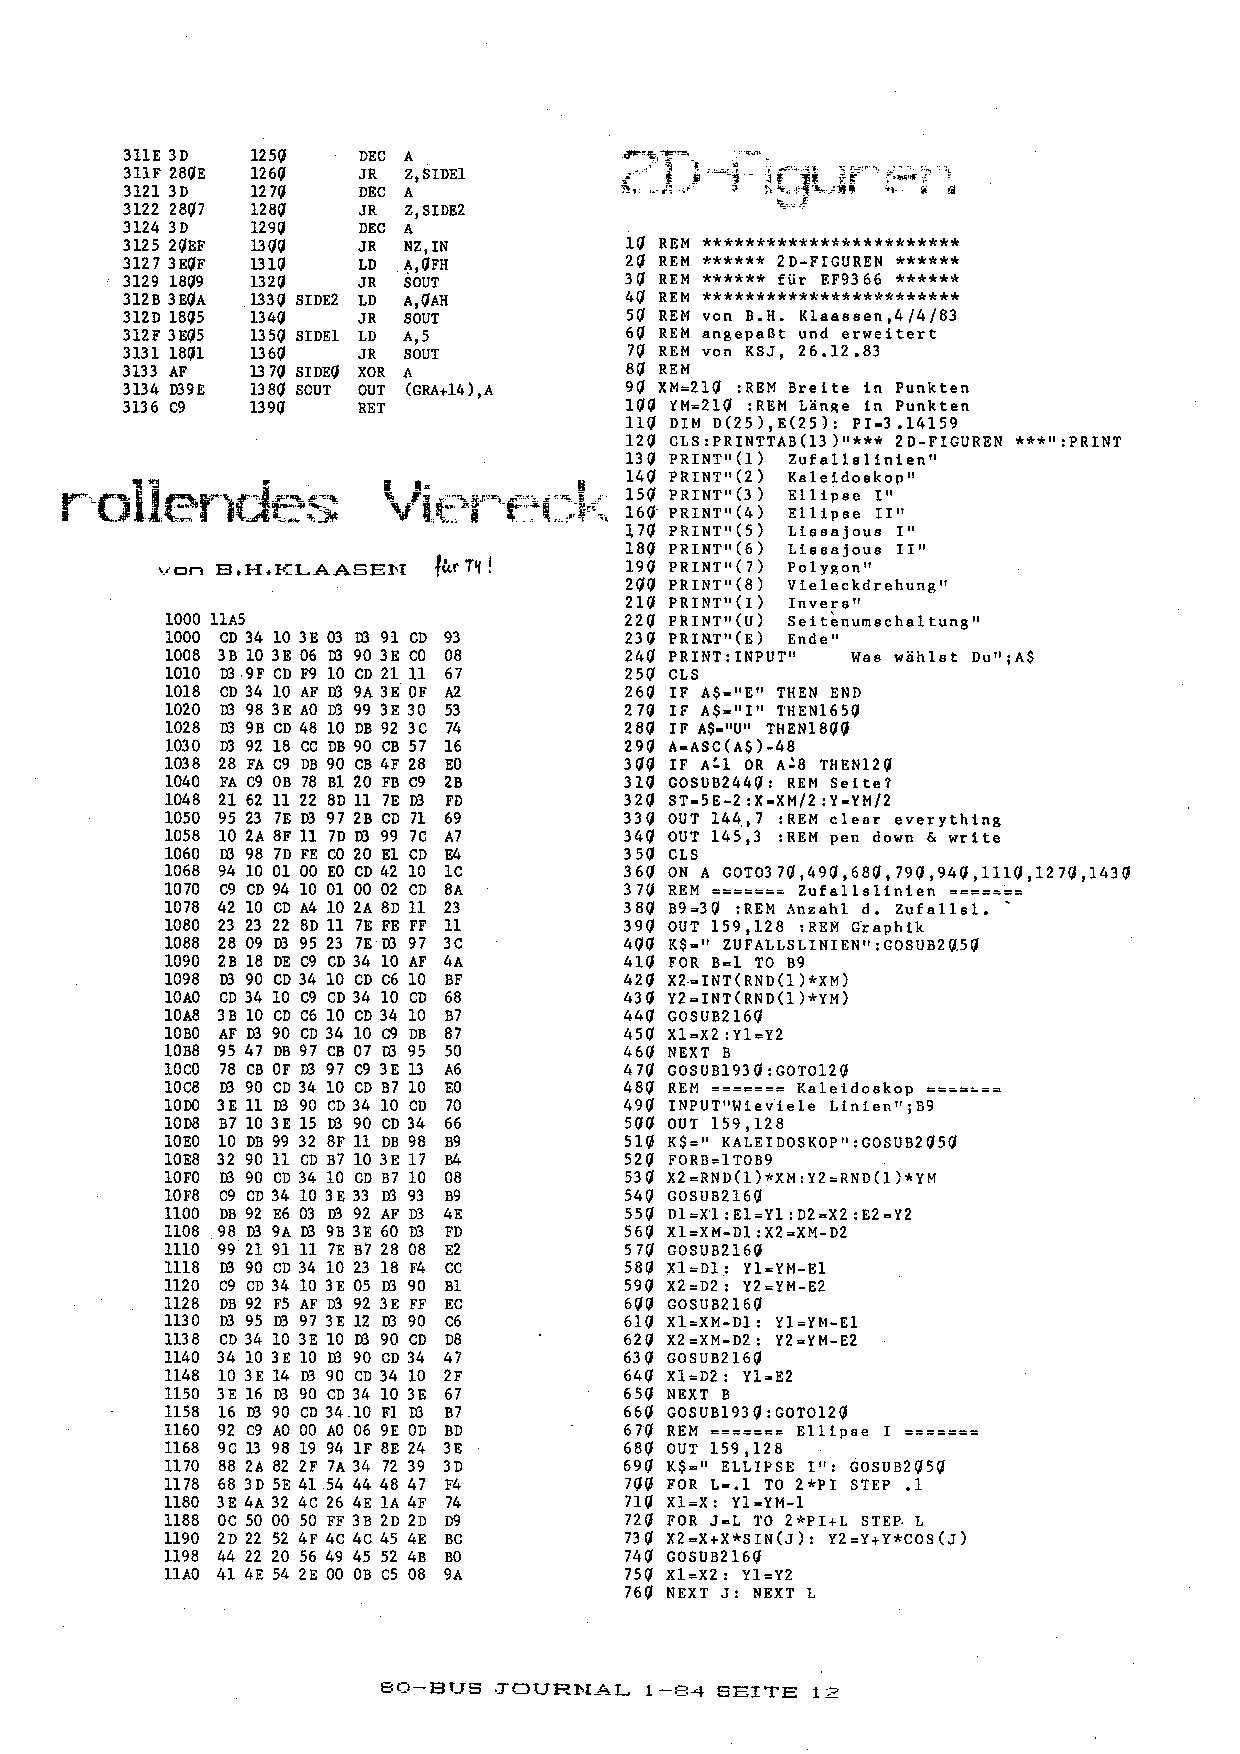 311E 3D 1250 DEC A
311F 280E 1260 JR Z,SIDE1
3121 3D 1270 DEC A
3122 2807 1280 JR Z,SIDE2
3124 3D 1290 DEC A
3125 20EF 1300 JR NZ,IN
3127 3E0F 1310 LD A,0FH
3129 1809 1320 JR SOUT
312B 3E0A 1330 SIDE2 LD A,0AH
312D 1805 1340 JR SOUT
312F 3E05 1350 SIDE1 LD A,5
3131 1801 1360 JR SOUT
3133 AF 1370 SIDE0 XOR A
3134 D39E 1380 SOUT OUT (GRA+14),A
3136 C9 1390 RET
rollendes Viereck
von B.H.KLAASEN für T4!
1000 11A5
1000 CD 34 10 3E 03 D3 91 CD 93
1008 3B 10 3E 06 D3 90 3E C0 08
1010 D3 9F CD F9 10 CD 21 11 67
1018 CD 34 10 AF D3 9A 3E 0F A2
1020 D3 98 3E A0 D3 99 3E 30 53
1028 D3 9B CD 48 10 DB 92 3C 74
1030 D3 92 18 CC DB 90 CB 57 16
1038 28 FA C9 DB 90 CB 4F 28 E0
1040 FA C9 0B 78 B1 20 FB C9 2B
1048 21 62 11 22 8D 11 7E D3 FD
1050 95 23 7E D3 97 2B CD 71 69
1058 10 2A 8F 11 7D D3 99 7C A7
1060 D3 98 7D FE C0 20 E1 CD E4
1068 94 10 01 00 E0 CD 42 10 1C
1070 C9 CD 94 10 01 00 02 CD 8A
1078 42 10 CD A4 10 2A 8D 11 23
1080 23 23 22 8D 11 7E FE FF 11
1088 28 09 D3 95 23 7E D3 97 3C
1090 2B 18 DE C9 CD 34 10 AF 4A
1098 D3 90 CD 34 10 CD C6 10 BF
10A0 CD 34 10 C9 CD 34 10 CD 68
10A8 3B 10 CD C6 10 CD 34 10 B7
10B0 AF D3 90 CD 34 10 C9 DB 87
10B8 95 47 DB 97 CB 07 D3 95 50
10C0 78 CB 0F D3 97 C9 3E 13 A6
10C8 D3 90 CD 34 10 CD B7 10 E0
10D0 3E 11 D3 90 CD 34 10 CD 70
10D8 B7 10 3E 15 D3 90 CD 34 66
10E0 10 DB 99 32 8F 11 DB 98 B9
10E8 32 90 11 CD B7 10 3E 17 B4
10F0 D3 90 CD 34 10 CD B7 10 08
10F8 C9 CD 34 10 3E 33 D3 93 B9
1100 DB 92 E6 03 D3 92 AF D3 4E
1108 98 D3 9A D3 9B 3E 60 D3 FD
1110 99 21 91 11 7E B7 28 08 E2
1118 D3 90 CD 34 10 23 18 F4 CC
1120 C9 CD 34 10 3E 05 D3 90 B1
1128 DB 92 F5 AF D3 92 3E FF EC
1130 D3 95 D3 97 3E 12 D3 90 C6
1138 CD 34 10 3E 10 D3 90 CD D8
1140 34 10 3E 10 D3 90 CD 34 47
1148 10 3E 14 D3 90 CD 34 10 2F
1150 3E 16 D3 90 CD 34 10 3E 67
1158 16 D3 90 CD 34 10 F1 D3 B7
1160 92 C9 A0 00 A0 06 9E 0D BD
1168 9C 13 98 19 94 1F 8E 24 3E
1170 88 2A 82 2F 7A 34 72 39 3D
1178 68 3D 5E 41 54 44 48 47 F4
1180 3E 4A 32 4C 26 4E 1A 4F 74
1188 0C 50 00 50 FF 3B 2D 2D D9
1190 2D 22 52 4F 4C 4C 45 4E BC
1198 44 22 20 56 49 45 52 4B B0
11A0 41 4E 54 2E 00 0B C5 08 9A
2D-Figuren
10 REM ************************
20 REM ****** 2D-FIGUREN ******
30 REM ****** für EF9366 ******
40 REM ************************
50 REM von B.H. Klaassen,4/4/83
60 REM angepaßt und erweitert
70 REM von KSJ, 26.12.83
80 REM
90 XM=210 :REM Breite in Punkten
100 YM=210 :REM Länge in Punkten
110 DIM D(25),E(25): PI=3.14159
120 CLS:PRINTTAB(13)"*** 2D-FIGUREN ***":PRINT
130 PRINT"(1) Zufallslinien"
140 PRINT"(2) Kaleidoskop"
150 PRINT"(3) Ellipse I"
160 PRINT"(4) Ellipse II"
170 PRINT"(5) Lissajous I"
180 PRINT"(6) Lissajous II"
190 PRINT"(7) Polygon"
200 PRINT"(8) Vieleckdrehung"
210 PRINT"(I) Invers"
220 PRINT"(U) Seitenumschaltung"
230 PRINT"(E) Ende"
240 PRINT:INPUT" Was wählst Du";A$
250 CLS
260 IF A$="E" THEN END
270 IF A$="I" THEN1650
280 IF A$="U" THEN1800
290 A=ASC(A$)-48
300 IF A 1 OR A 8 THEN120
310 GOSUB2440: REM Seite?
320 ST=5E-2:X=XM/2:Y=YM/2
330 OUT 144,7 :REM clear everything
340 OUT 145,3 :REM pen down & write
350 CLS
360 ON A GOTO370,490,680,790,940,1110,1270,1430
370 REM ======= Zufallslinien =======
380 B9=30 :REM Anzahl d. Zufallsl.
390 OUT 159,128 :REM Graphik
400 K$=" ZUFALLSLINIEN":GOSUB2050
410 FOR B=1 TO B9
420 X2=INT(RND(1)*XM)
430 Y2=INT(RND(1)*YM)
440 GOSUB2160
450 X1=X2:Y1=Y2
460 NEXT B
470 GOSUB1930:GOTO120
480 REM ======= Kaleidoskop =======
490 INPUT"Wieviele Linien";B9
500 OUT 159,128
510 K$=" KALEIDOSKOP":GOSUB2050
520 FORB=1TOB9
530 X2=RND(1)*XM:Y2=RND(1)*YM
540 GOSUB2160
550 D1=X1:E1=Y1:D2=X2:E2=Y2
560 X1=XM-D1:X2=XM-D2
570 GOSUB2160
580 X1=D1: Y1=YM-E1
590 X2=D2: Y2=YM-E2
600 GOSUB2160
610 X1=XM-D1: Y1=YM-E1
620 X2=XM-D2: Y2=YM-E2
630 GOSUB2160
640 X1=D2: Y1=E2
650 NEXT B
660 GOSUB1930:GOTO120
670 REM ======= Ellipse I =======
680 OUT 159,128
690 K$=" ELLIPSE I": GOSUB2050
700 FOR L=.1 TO 2*PI STEP .1
710 X1=X: Y1=YM-1
720 FOR J=L TO 2*PI+L STEP L
730 X2=X+X*SIN(J): Y2=Y+Y*COS(J)
740 GOSUB2160
750 X1=X2: Y1=Y2
760 NEXT J: NEXT L
80-BUS JOURNAL 1-84 SEITE 12